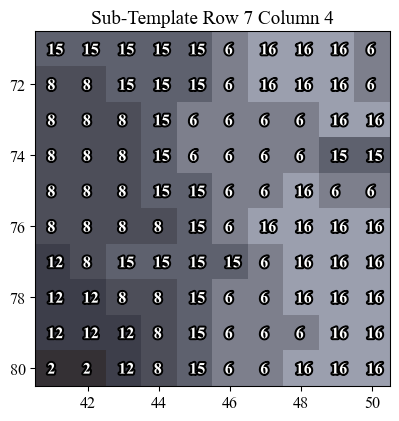 Sub-Template Row 7 Column 4
15 15 15 15 15 6 16 16 16 6
72 8 8 15 15 15 6 16 16 16 6
8 8 8 15 6 6 6 6 16 16
74 8 8 8 15 6 6 6 6 15 15
8 8 8 15 15 6 6 16 6 6
76 8 8 8 8 15 6 16 16 16 16
12 8 15 15 15 15 6 16 16 16
78 12 12 8 8 15 6 6 16 16 16
12 12 12 8 15 6 6 6 16 16
80 2 2 12 8 15 6 6 16 16 16
42 44 46 48 50